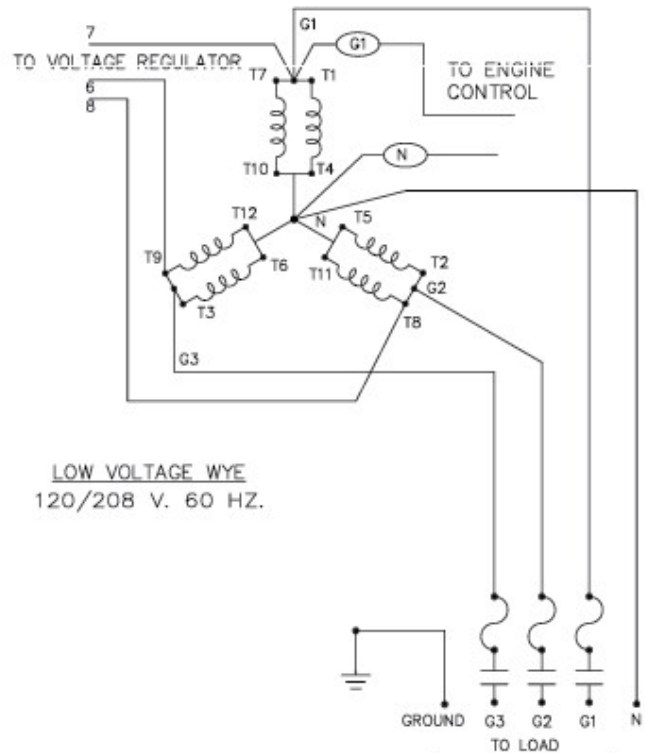 G1
7
G1
TO VOLTAGE REGULATOR
T7
T1
TO ENGINE
CONTROL
6
8
T10
T4
N
T12
N
T5
T9
T6
T11
T2
G2
T3
T8
G3
LOW VOLTAGE WYE
120/208 V. 60 HZ.
GROUND
G3
G2
G1
N
TO LOAD